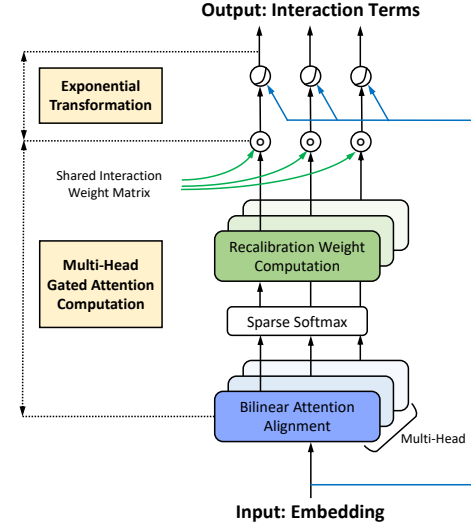 Output: Interaction Terms
Exponential
Transformation
Shared Interaction
Weight Matrix
Recalibration Weight
Computation
Multi-Head
Gated Attention
Computation
Sparse Softmax
Bilinear Attention
Alignment
Multi-Head
Input: Embedding